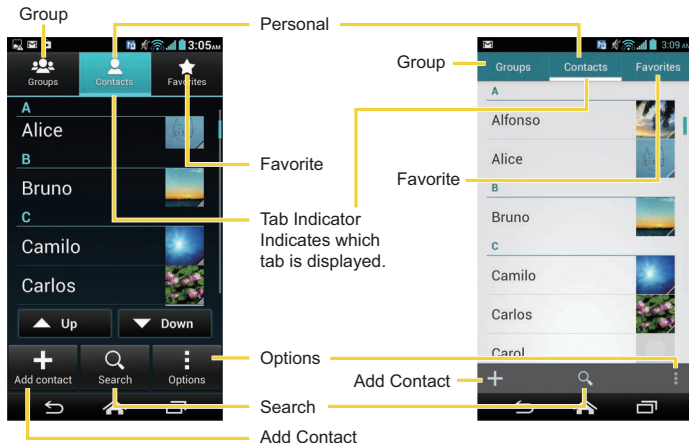 Group
Personal
3:05AM
Groups
Contacts
Favorites
A
Alice
B
Bruno
C
Camilo
Carlos
Up
Down
Add contact
Search
Options
Favorite
Tab Indicator
Indicates which
tab is displayed.
Options
Search
Add Contact
Group
Favorite
Add Contact
3:09 AM
Groups
Contacts
Favorites
A
Alfonso
Alice
B
Bruno
C
Camilo
Carlos
Carol